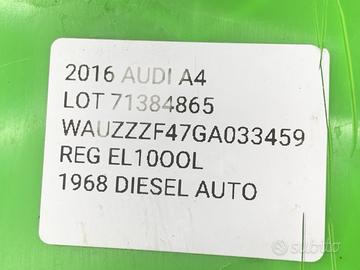 2016 AUDI A4
LOT 71384865
WAUZZZF47GA033459
REG EL10OOL
1968 DIESEL AUTO
subito